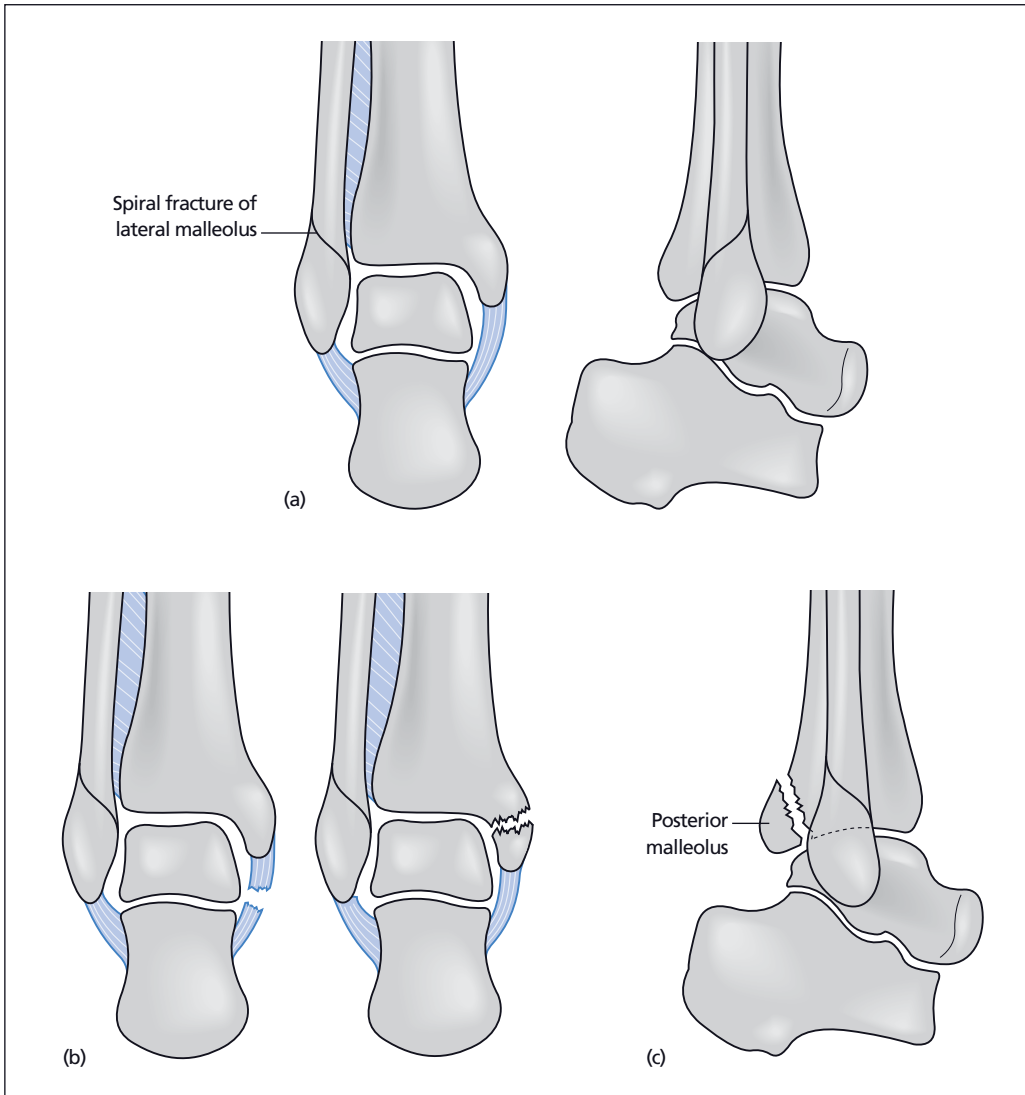 Spiral fracture of
lateral malleolus
(a)
Posterior
malleolus
(b)
(c)